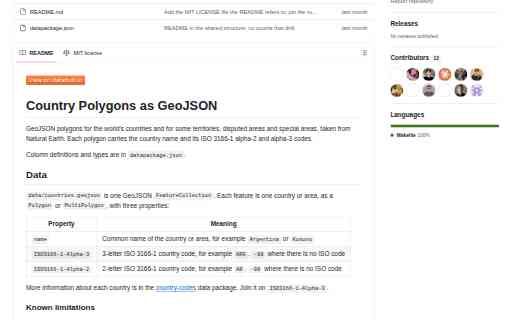 Report repository
README.md Add the MIT LICENSE file the README refers to (on the ro... last month
datapackage.json README in the shared structure, no counts that drift last month
README MIT license
Releases
No releases published
Contributors 13
Languages
Makefile 100%
Country Polygons as GeoJSON
GeoJSON polygons for the world's countries and for some territories, disputed areas and special areas, taken from
Natural Earth. Each polygon carries the country name and its ISO 3166-1 alpha-2 and alpha-3 codes.
Column definitions and types are in datapackage.json.
Data
data/countries.geojson is one GeoJSON FeatureCollection. Each feature is one country or area, as a
Polygon or MultiPolygon, with three properties:
Property Meaning
name Common name of the country or area, for example Argentina or Kosovo
ISO3166-1-Alpha-3 3-letter ISO 3166-1 country code, for example ARG. -99 where there is no ISO code
ISO3166-1-Alpha-2 2-letter ISO 3166-1 country code, for example AR. -99 where there is no ISO code
More information about each country is in the country-codes data package. Join it on ISO3166-1-Alpha-3.
Known limitations